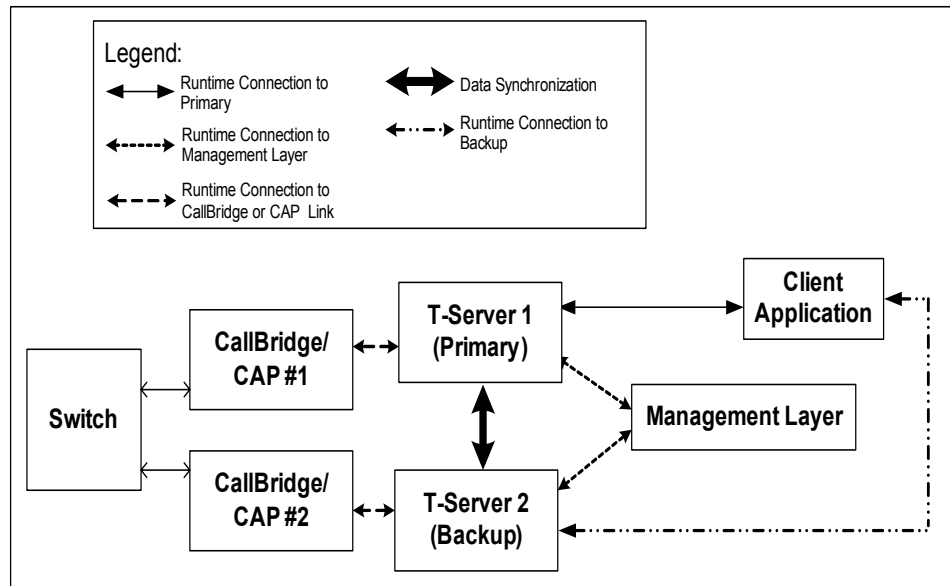 Legend:
Runtime Connection to
Primary
Runtime Connection to
Management Layer
Runtime Connection to
CallBridge or CAP Link
Data Synchronization
Runtime Connection to
Backup
Switch
CallBridge/
CAP #1
CallBridge/
CAP #2
T-Server 1
(Primary)
T-Server 2
(Backup)
Client
Application
Management Layer